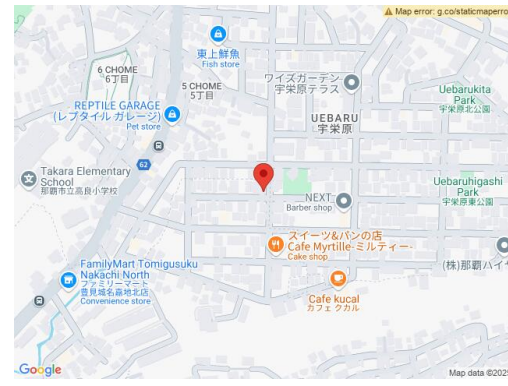 Map error: g.co/staticmaperro
東上鮮魚
Fish store
6 CHOME
6丁目
ワイズガーデン
宇栄原テラス
5 CHOME
5丁目
Uebarukita
Park
宇栄原北公園
REPTILE GARAGE
(レプタイル ガレージ)
Pet store
UEBARU
宇栄原
62
Takara Elementary
School
那覇市立高良小学校
Uebaruhigashi
Park
宇栄原東公園
NEXT
Barber shop
スイーツ&パンの店
Cafe Myrtille-ミルティー-
Cake shop
(株)那覇ハイヤ
FamilyMart Tomigusuku
Nakachi North
ファミリーマート
豊見城名嘉地北店
Convenience store
Cafe kucal
カフェ クカル
Google
Map data ©2025